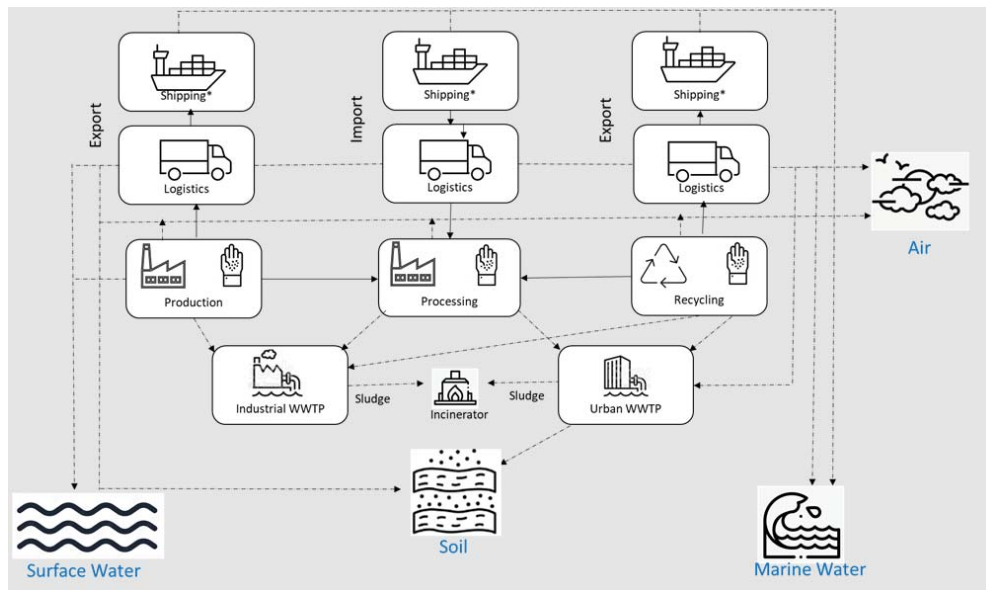 Shipping*
Shipping*
Shipping*
Export
Import
Export
Logistics
Logistics
Logistics
Air
Production
Processing
Recycling
Industrial WWTP
Sludge
Incinerator
Sludge
Urban WWTP
Soil
Surface Water
Marine Water